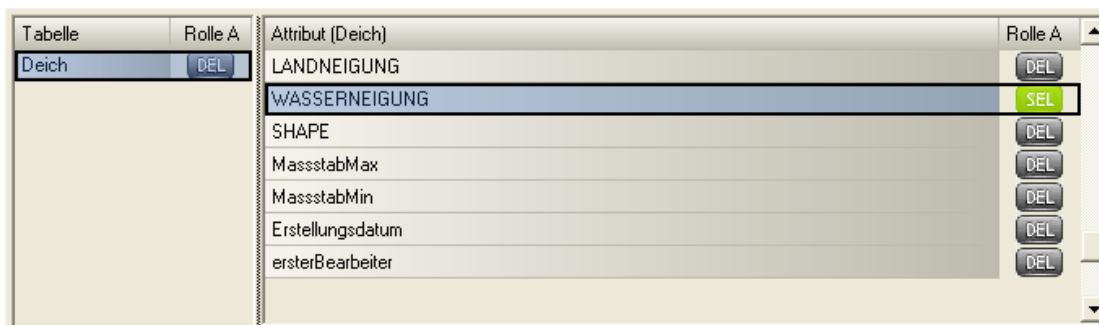 Tabelle Rolle A Attribut (Deich) Rolle A
Deich DEL LANDNEIGUNG DEL
WASSERNEIGUNG SEL
SHAPE DEL
MassstabMax DEL
MassstabMin DEL
Erstellungsdatum DEL
ersterBearbeiter DEL